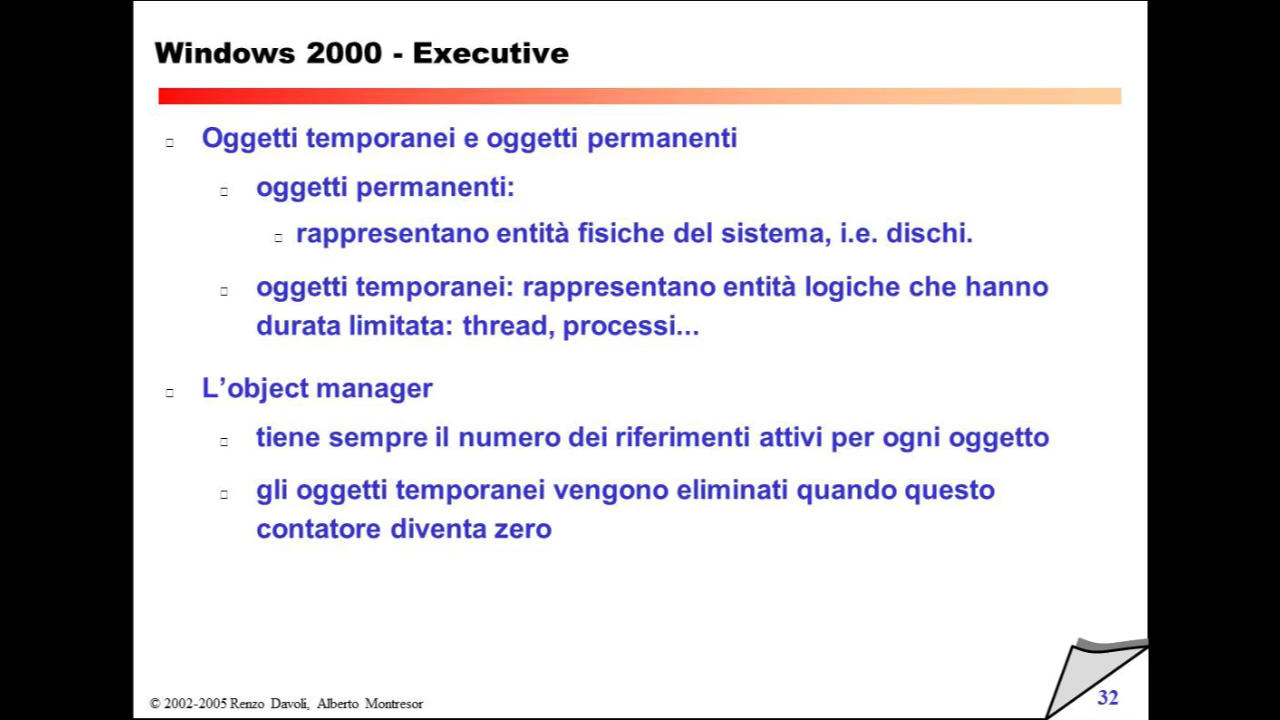 Windows 2000 - Executive
Oggetti temporanei e oggetti permanenti
oggetti permanenti:
rappresentano entità fisiche del sistema, i.e. dischi.
oggetti temporanei: rappresentano entità logiche che hanno
durata limitata: thread, processi...
L’object manager
tiene sempre il numero dei riferimenti attivi per ogni oggetto
gli oggetti temporanei vengono eliminati quando questo
contatore diventa zero
© 2002-2005 Renzo Davoli, Alberto Montresor
32